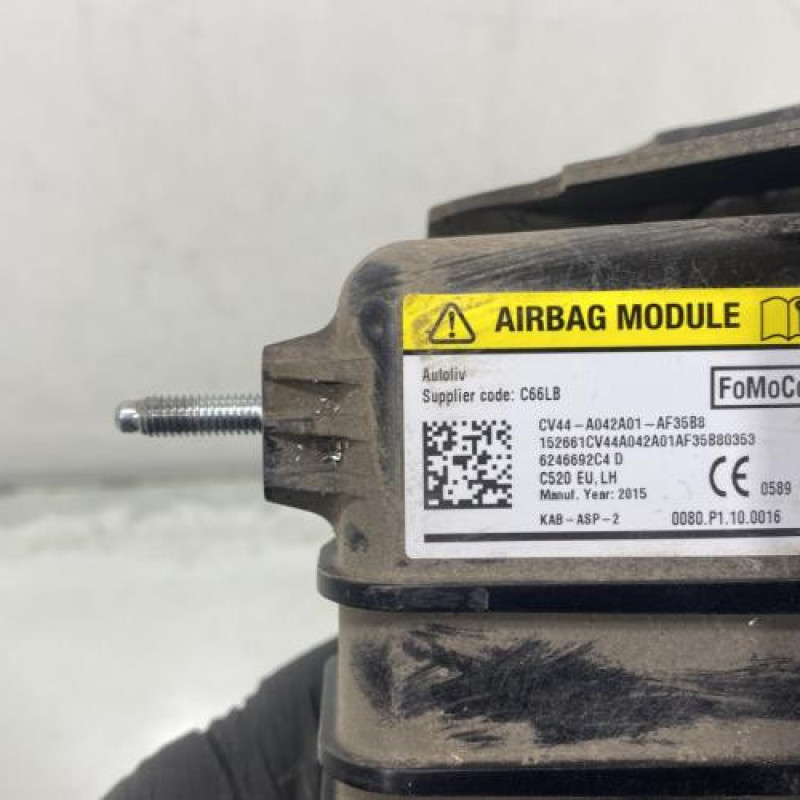 AIRBAG MODULE
Autoliv
Supplier code: C66LB
FoMoCo
CV44-A042A01-AF35B8
152661CV44A042A01AF35B80353
6246692C4 D
C520 EU, LH
Manuf. Year: 2015
CE 0589
KAB-ASP-2 0080.P1.10.0016